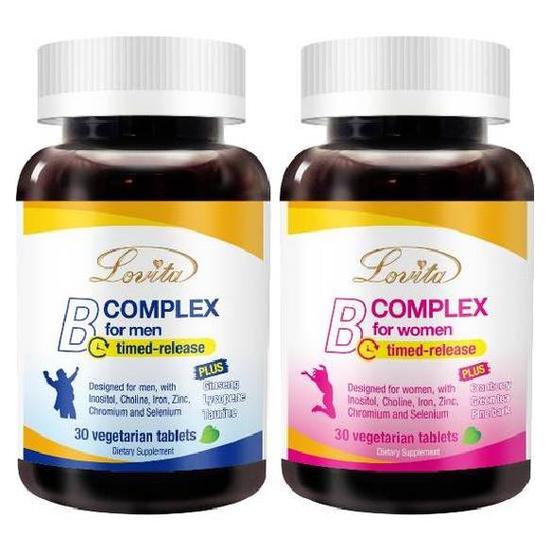 Lovita
B COMPLEX
for men
timed-release
PLUS
Designed for men, with
Inositol, Choline, Iron, Zinc,
Chromium and Selenium
Ginseng
Lycopene
Taurine
30 vegetarian tablets
Dietary Supplement
Lovita
B COMPLEX
for women
timed-release
PLUS
Designed for women, with
Inositol, Choline, Iron, Zinc,
Chromium and Selenium
Cranberry
Green tea
Pine bark
30 vegetarian tablets
Dietary Supplement